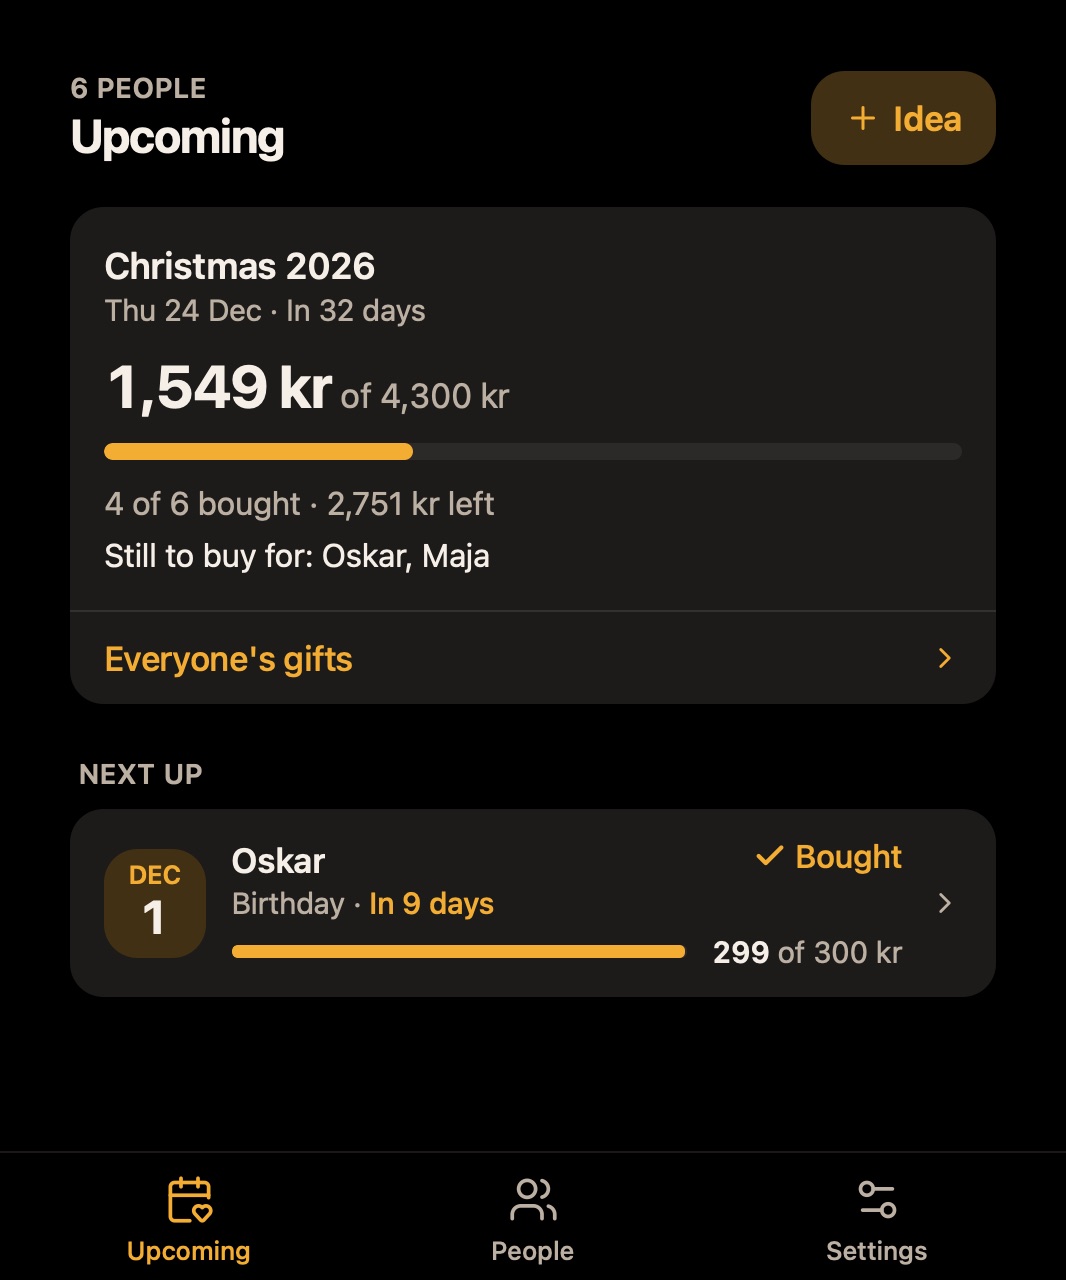 6 PEOPLE
Upcoming
+ Idea
Christmas 2026
Thu 24 Dec · In 32 days
1,549 kr of 4,300 kr
4 of 6 bought · 2,751 kr left
Still to buy for: Oskar, Maja
Everyone's gifts
NEXT UP
DEC
1
Oskar
Bought
Birthday · In 9 days
299 of 300 kr
Upcoming
People
Settings